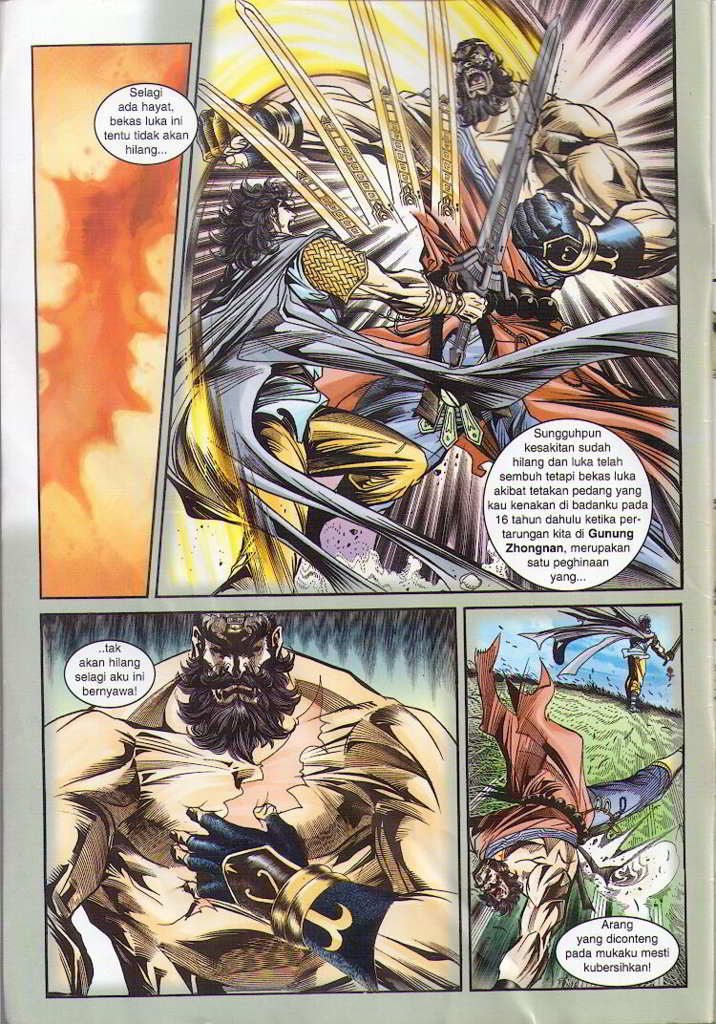 Selagi
ada hayat,
bekas luka ini
tentu tidak akan
hilang...
Sungguhpun
kesakitan sudah
hilang dan luka telah
sembuh tetapi bekas luka
akibat tetakan pedang yang
kau kenakan di badanku pada
16 tahun dahulu ketika per-
tarungan kita di Gunung
Zhongnan, merupakan
satu peghinaan
yang...
..tak
akan hilang
selagi aku ini
bernyawa!
Arang
yang diconteng
pada mukaku mesti
kubersihkan!